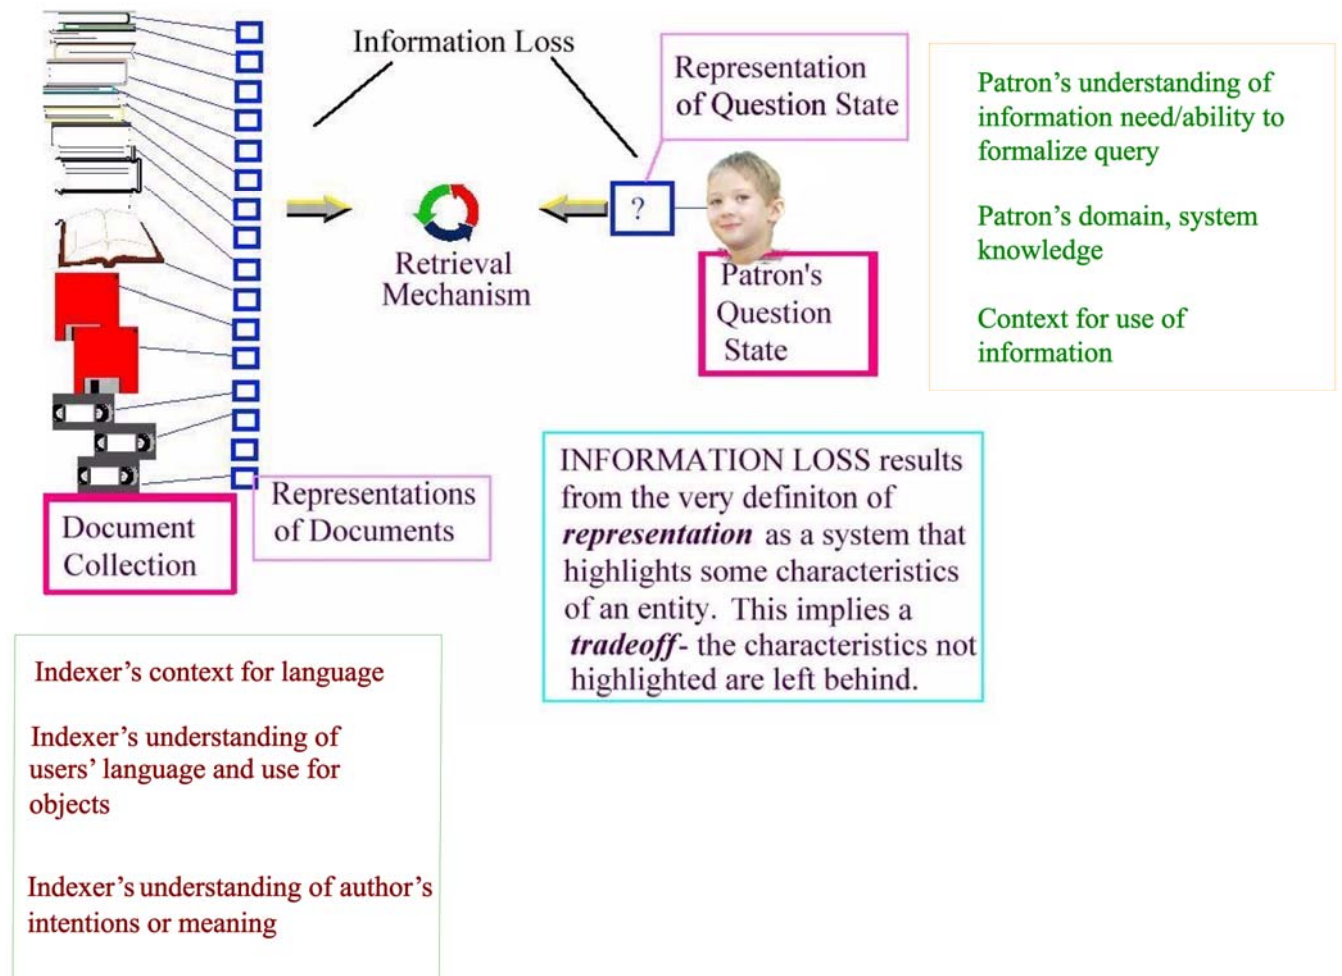 Information Loss
Representation
of Question State
?
Retrieval
Mechanism
Patron's
Question
State
Patron’s understanding of
information need/ability to
formalize query
Patron’s domain, system
knowledge
Context for use of
information
Document
Collection
Representations
of Documents
INFORMATION LOSS results
from the very definiton of
representation as a system that
highlights some characteristics
of an entity. This implies a
tradeoff- the characteristics not
highlighted are left behind.
Indexer’s context for language
Indexer’s understanding of
users’ language and use for
objects
Indexer’s understanding of author’s
intentions or meaning